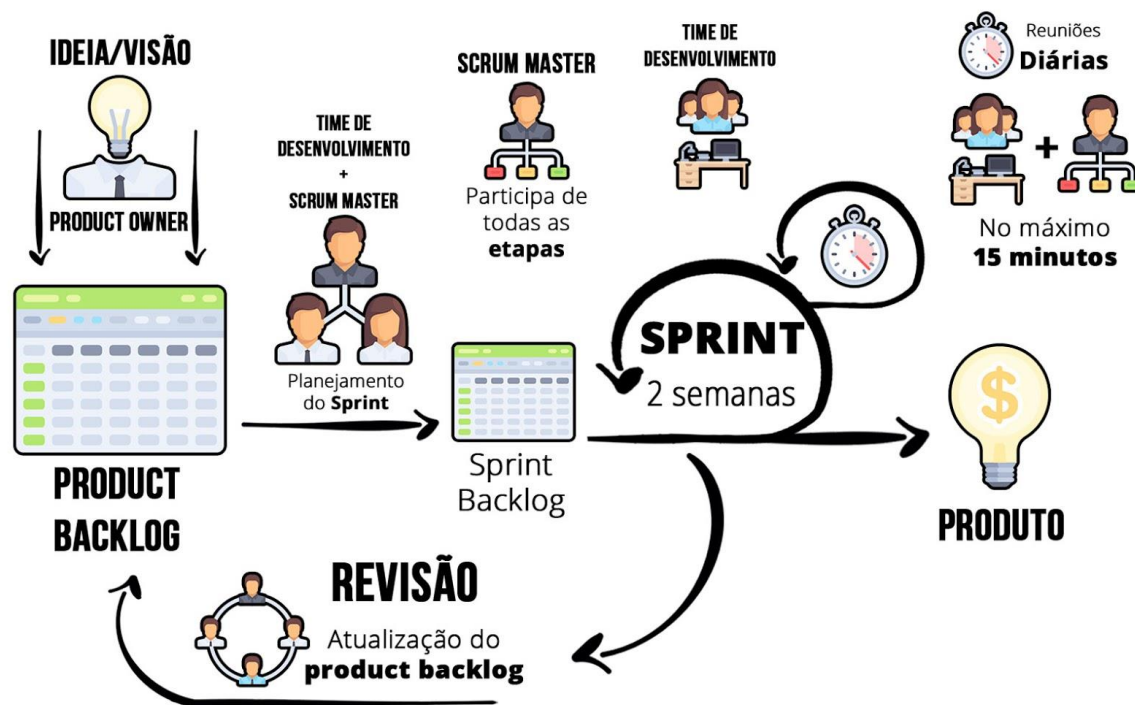 IDEIA/VISÃO
PRODUCT OWNER
PRODUCT
BACKLOG
TIME DE
DESENVOLVIMENTO
+
SCRUM MASTER
Planejamento
do Sprint
SCRUM MASTER
Participa de
todas as
etapas
Sprint
Backlog
TIME DE
DESENVOLVIMENTO
SPRINT
2 semanas
Reuniões
Diárias
+
No máximo
15 minutos
$
PRODUTO
REVISÃO
Atualização do
product backlog